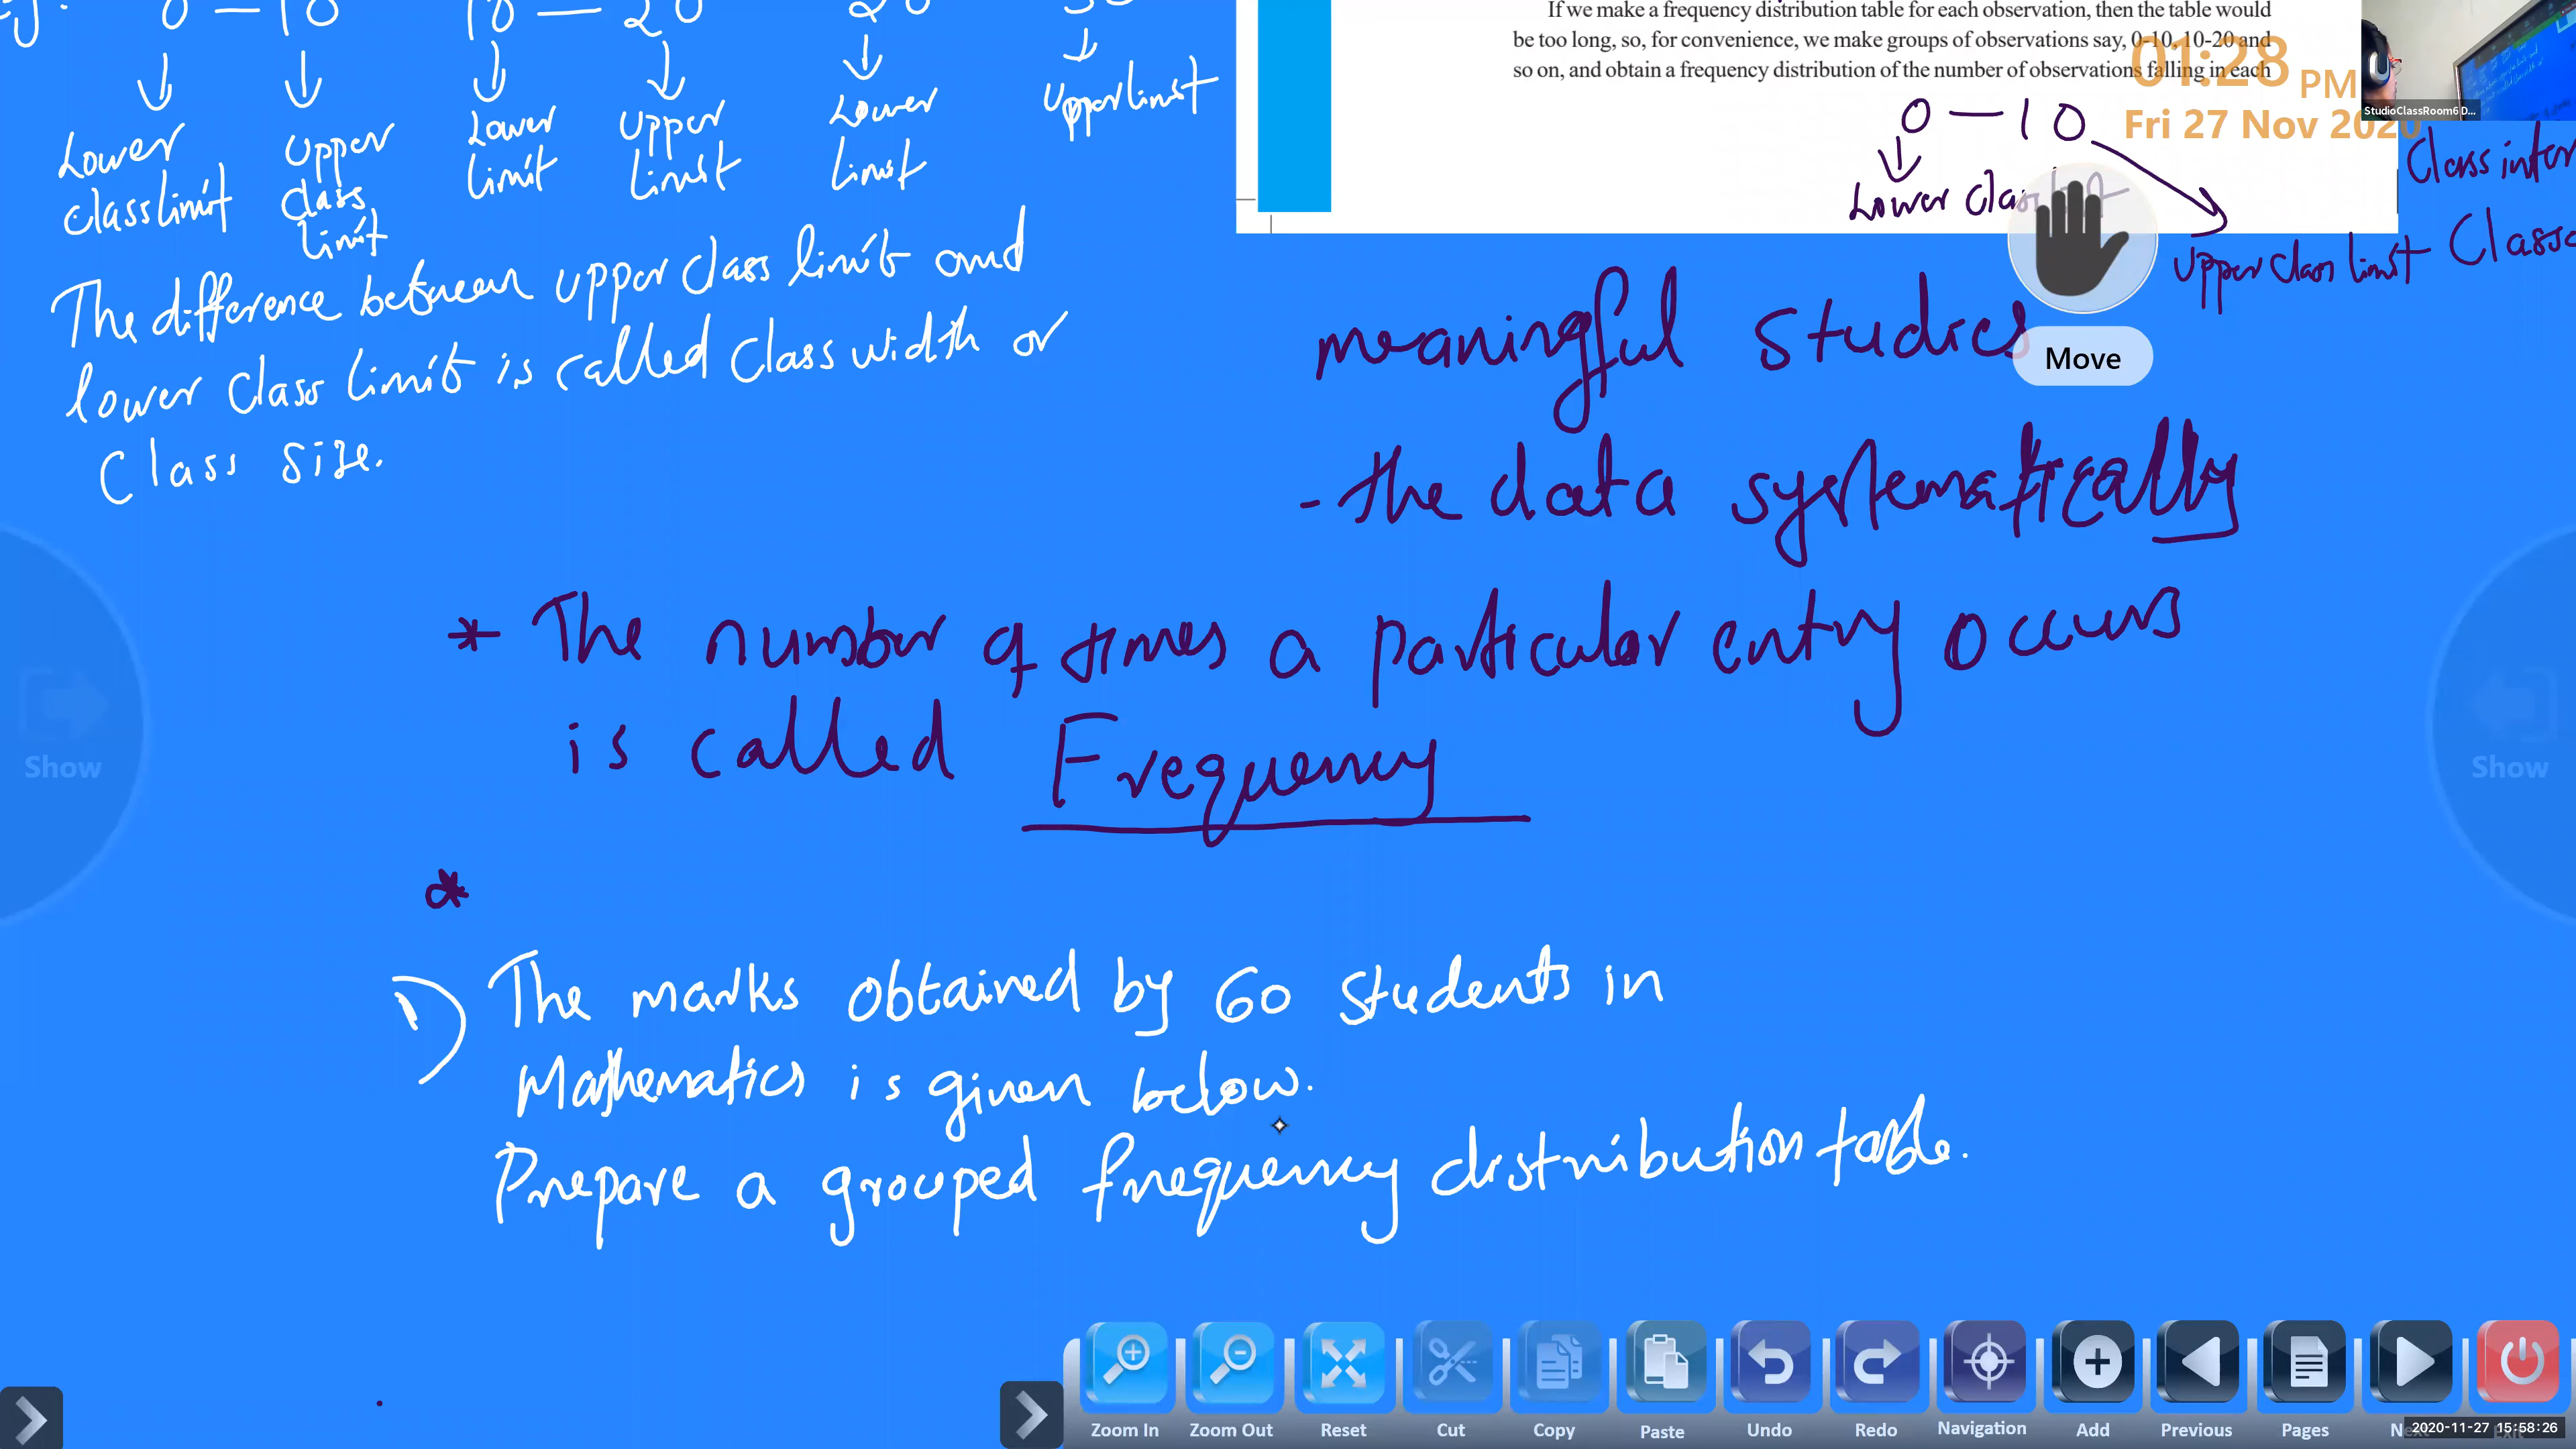 0 — 10 10 — 20
Lower Upper Lower Upper Lower Upper limit
class limit class limit limit limit
limit
The difference between upper class limit and
lower class limit is called class width or
class size.
If we make a frequency distribution table for each observation, then the table would
be too long, so, for convenience, we make groups of observations say, 0-10, 10-20 and
so on, and obtain a frequency distribution of the number of observations falling in each
01:28 PM
Fri 27 Nov 2020
StudioClassRoom6 D...
0 — 10
Lower
Upper class limit
Class
meaningful studies
Move
- the data systematically
* The number of times a particular entry occurs
is called Frequency
*
1) The marks obtained by 60 students in
Mathematics is given below.
Prepare a grouped frequency distribution table.
Show
Show
Zoom In Zoom Out Reset Cut Copy Paste Undo Redo Navigation Add Previous Pages
2020-11-27 15:58:26